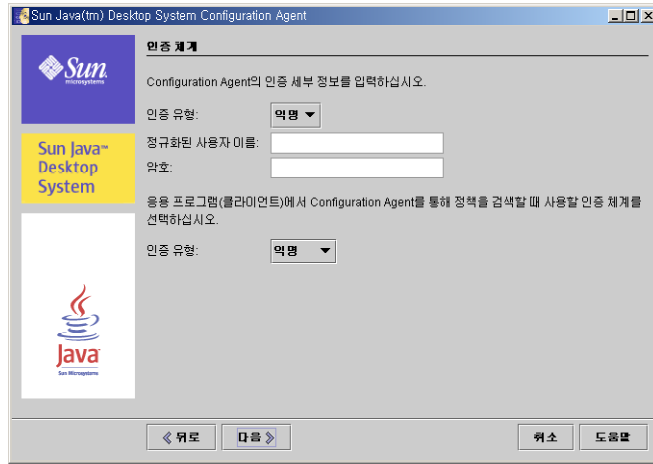 Sun Java(tm) Desktop System Configuration Agent
Sun
microsystems
Sun Java™
Desktop
System
Java
Sun Microsystems
인증 체계
Configuration Agent의 인증 세부 정보를 입력하십시오.
인증 유형: 익명
정규화된 사용자 이름:
암호:
응용 프로그램(클라이언트)에서 Configuration Agent를 통해 정책을 검색할 때 사용할 인증 체계를
선택하십시오.
인증 유형: 익명
뒤로 다음 취소 도움말